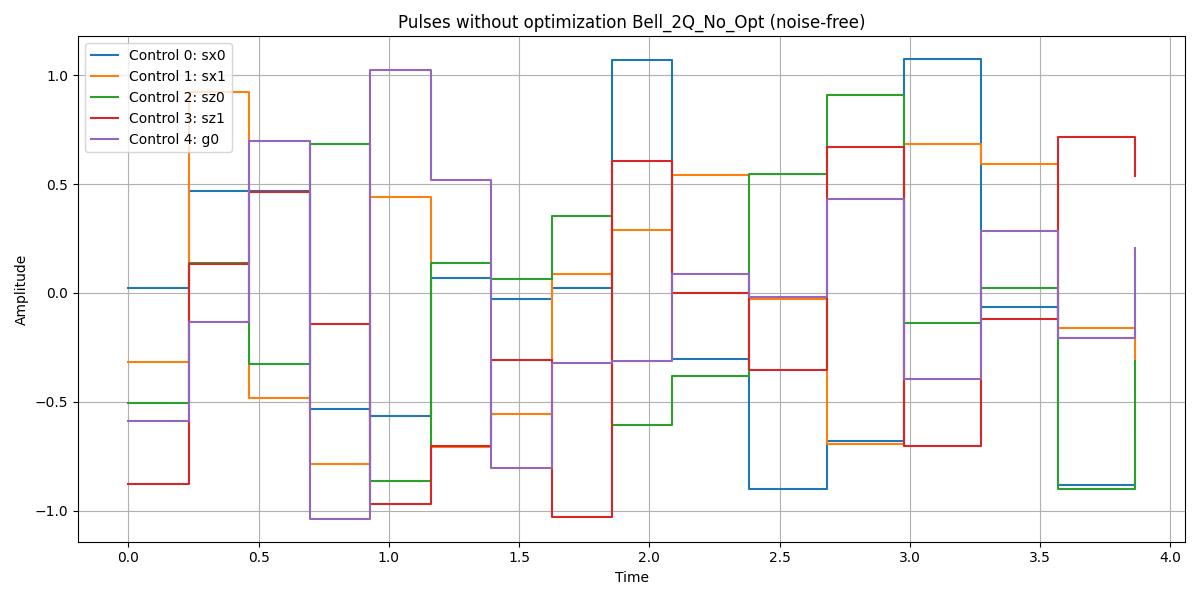 Pulses without optimization Bell_2Q_No_Opt (noise-free)
Control 0: sx0
Control 1: sx1
Control 2: sz0
Control 3: sz1
Control 4: g0
Amplitude
1.0
0.5
0.0
−0.5
−1.0
0.0 0.5 1.0 1.5 2.0 2.5 3.0 3.5 4.0
Time